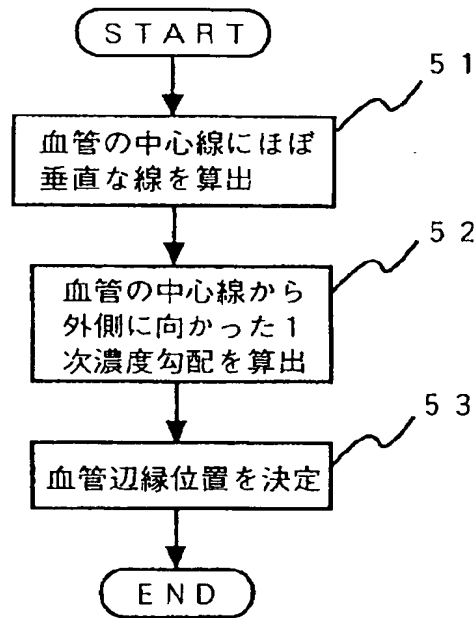 START
51
血管の中心線にほぼ
垂直な線を算出
52
血管の中心線から
外側に向かった1
次濃度勾配を算出
53
血管辺縁位置を決定
END